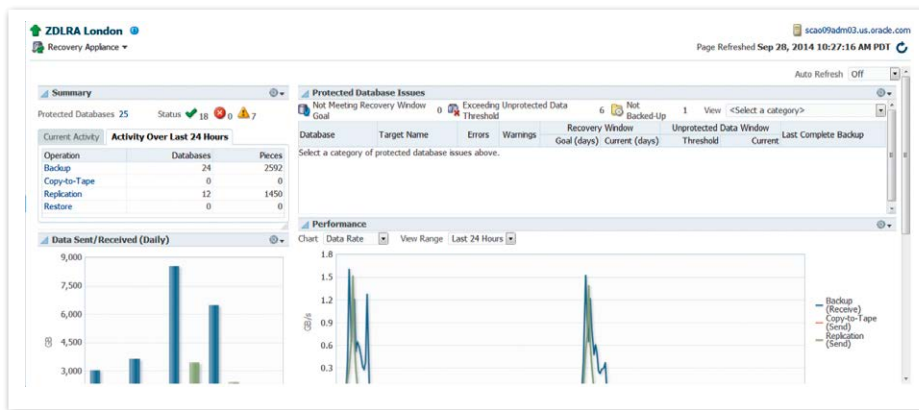 ZDLRA London
scao09adm03.us.oracle.com
Recovery Appliance
Page Refreshed Sep 28, 2014 10:27:16 AM PDT
Auto Refresh Off
Summary
Protected Databases 25 Status 18 0 7
Current Activity Activity Over Last 24 Hours
Operation Databases Pieces
Backup 24 2592
Copy-to-Tape 0 0
Replication 12 1450
Restore 0 0
Data Sent/Received (Daily)
9,000
7,500
6,000
4,500
3,000
GB
Protected Database Issues
Not Meeting Recovery Window Goal 0 Exceeding Unprotected Data Threshold 6 Not Backed-Up 1 View <Select a category>
Database Target Name Errors Warnings Recovery Window Unprotected Data Window Last Complete Backup
Goal (days) Current (days) Threshold Current
Select a category of protected database issues above.
Performance
Chart Data Rate View Range Last 24 Hours
1.8
1.5
1.2
0.9
0.6
0.3
GB/s
Backup
(Receive)
Copy-to-Tape
(Send)
Replication
(Send)